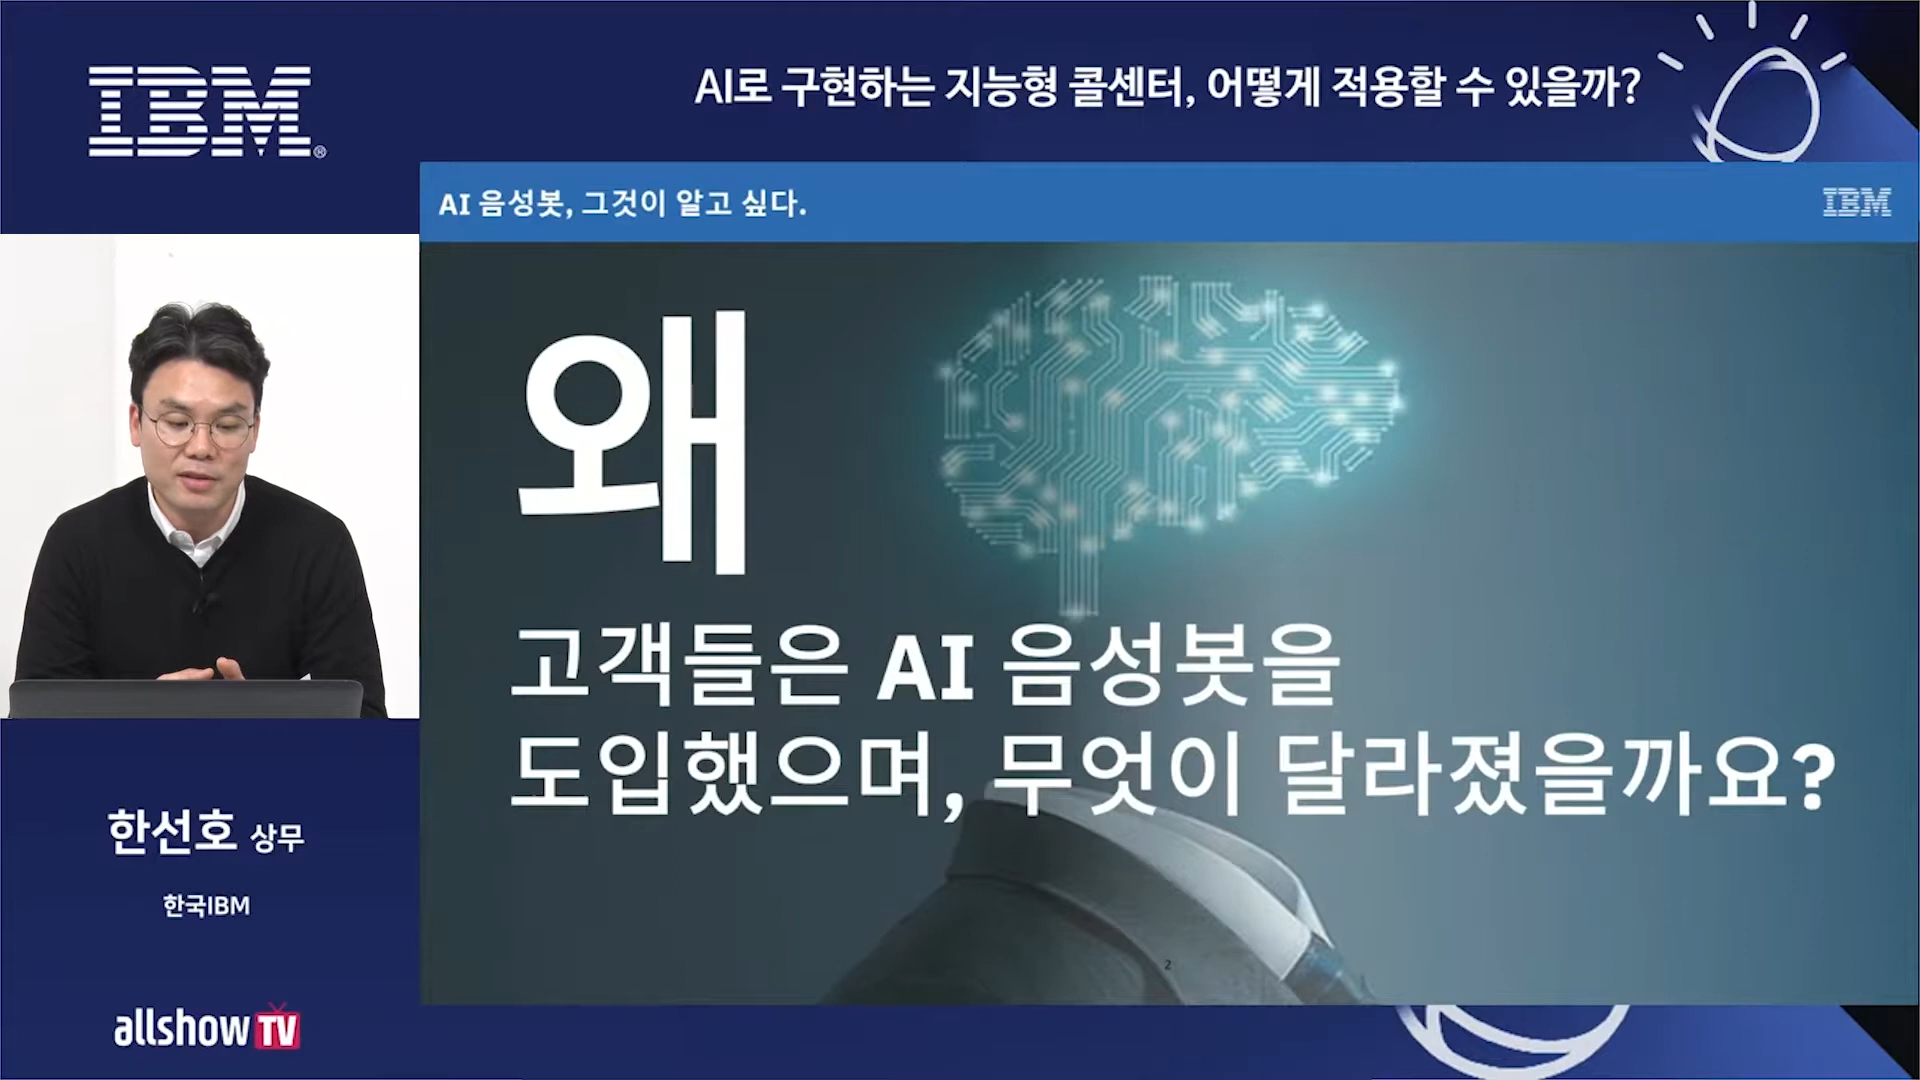 IBM®
AI로 구현하는 지능형 콜센터, 어떻게 적용할 수 있을까?
AI 음성봇, 그것이 알고 싶다.
IBM
왜
고객들은 AI 음성봇을
도입했으며, 무엇이 달라졌을까요?
2
한선호 상무
한국IBM
allshow TV